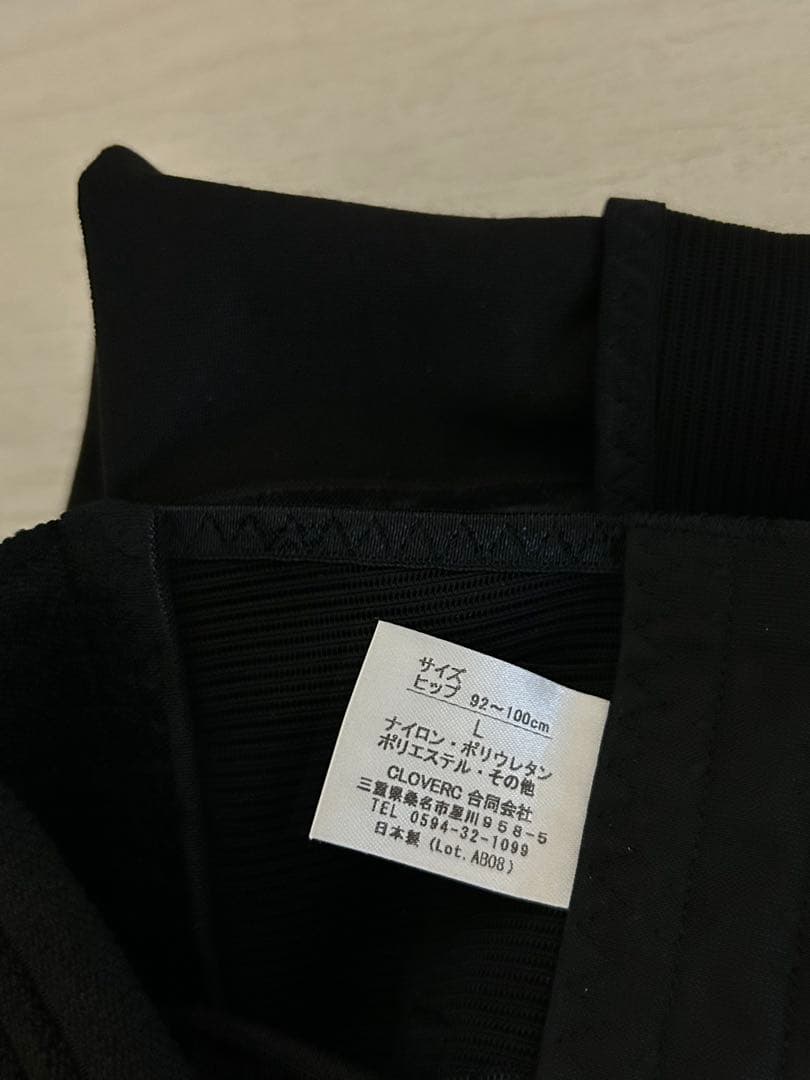 サイズ
ヒップ 92～100cm
L
ナイロン・ポリウレタン
ポリエステル・その他
CLOVERC 合同会社
三重県桑名市屋川958-5
TEL 0594-32-1099
日本製 (Lot.AB08)